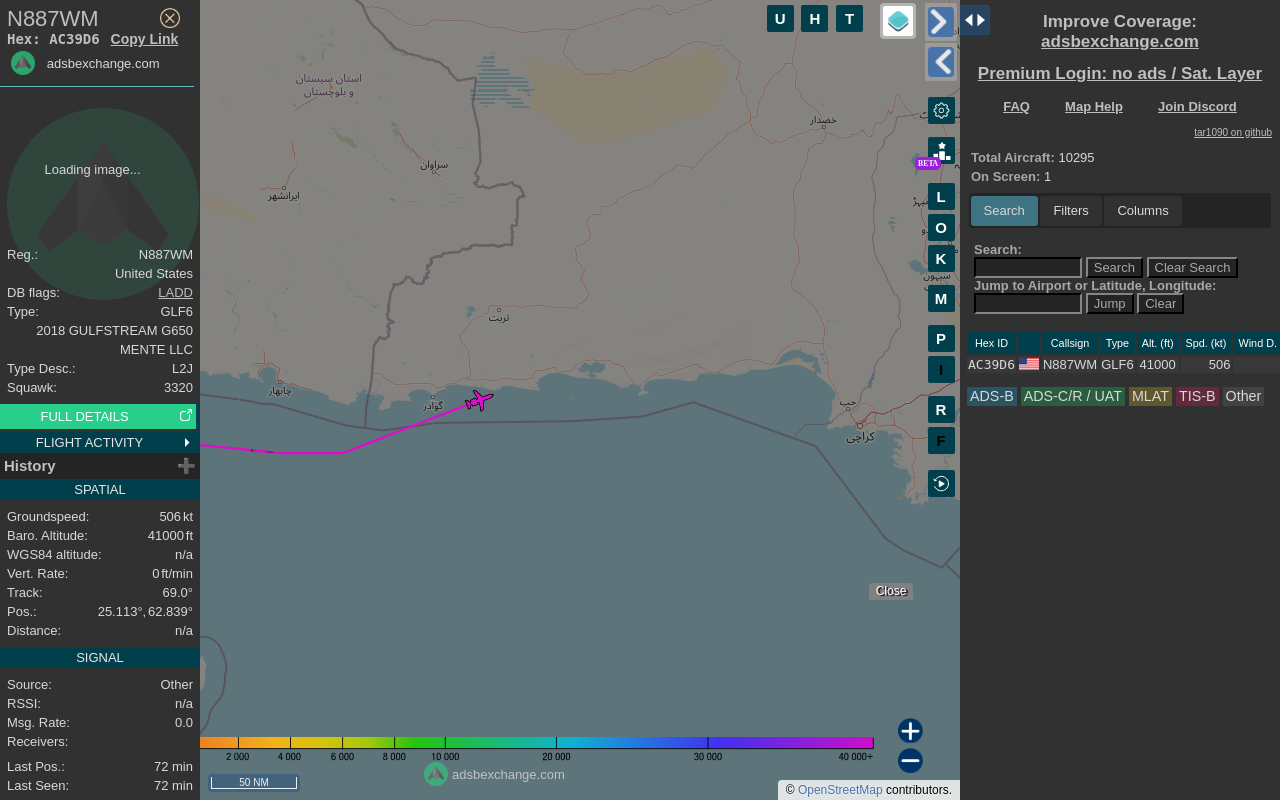 N887WM
Hex: AC39D6 Copy Link
adsbexchange.com
Loading image...
Reg.: N887WM
United States
DB flags: LADD
Type: GLF6
2018 GULFSTREAM G650
MENTE LLC
Type Desc.: L2J
Squawk: 3320
FULL DETAILS
FLIGHT ACTIVITY
History
SPATIAL
Groundspeed: 506 kt
Baro. Altitude: 41000 ft
WGS84 altitude: n/a
Vert. Rate: 0 ft/min
Track: 69.0°
Pos.: 25.113°, 62.839°
Distance: n/a
SIGNAL
Source: Other
RSSI: n/a
Msg. Rate: 0.0
Receivers:
Last Pos.: 72 min
Last Seen: 72 min
U H T
استان سیستان
و بلوچستان
خضدار
سراوان
ایرانشهر
تربت
چابهار
گوادر
حب
کراچی
سیہون
BETA
L
O
K
M
P
I
R
F
Close
2 000 4 000 6 000 8 000 10 000 20 000 30 000 40 000+
50 NM
adsbexchange.com
© OpenStreetMap contributors.
Improve Coverage:
adsbexchange.com
Premium Login: no ads / Sat. Layer
FAQ Map Help Join Discord
tar1090 on github
Total Aircraft: 10295
On Screen: 1
Search Filters Columns
Search:
Search Clear Search
Jump to Airport or Latitude, Longitude:
Jump Clear
Hex ID Callsign Type Alt. (ft) Spd. (kt) Wind D.
AC39D6 N887WM GLF6 41000 506
ADS-B ADS-C/R / UAT MLAT TIS-B Other